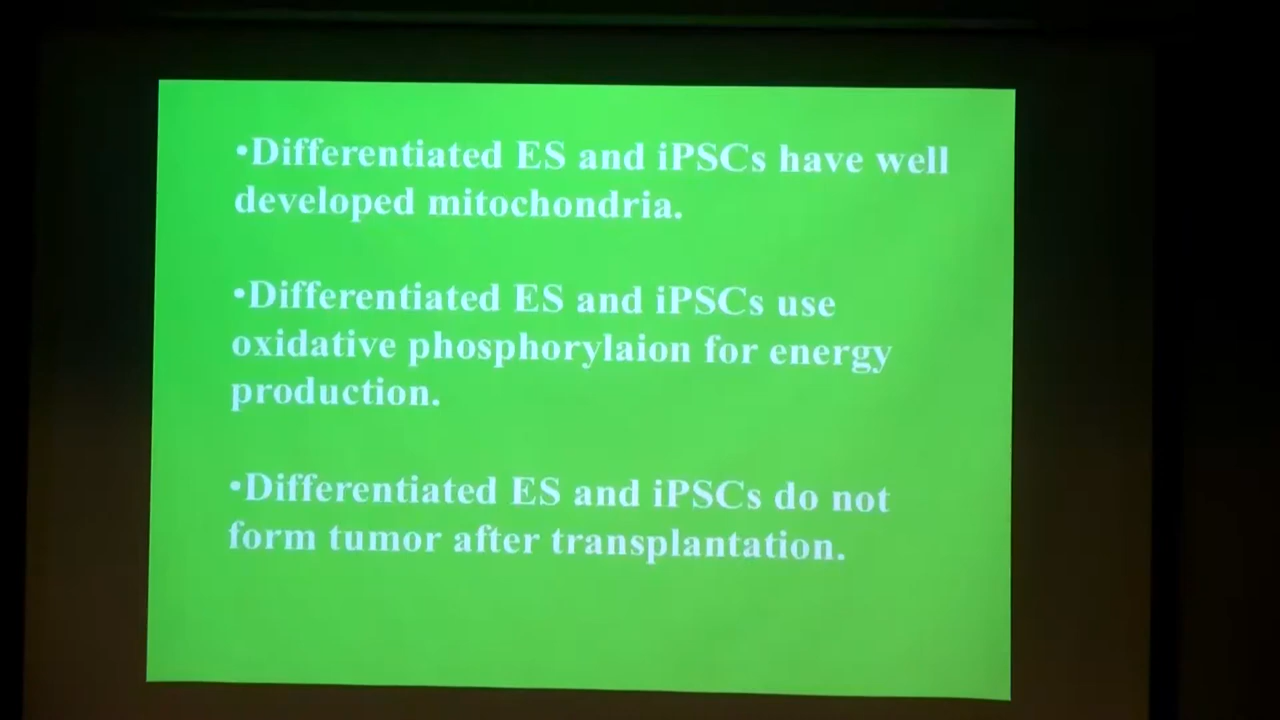 •Differentiated ES and iPSCs have well
developed mitochondria.
•Differentiated ES and iPSCs use
oxidative phosphorylaion for energy
production.
•Differentiated ES and iPSCs do not
form tumor after transplantation.